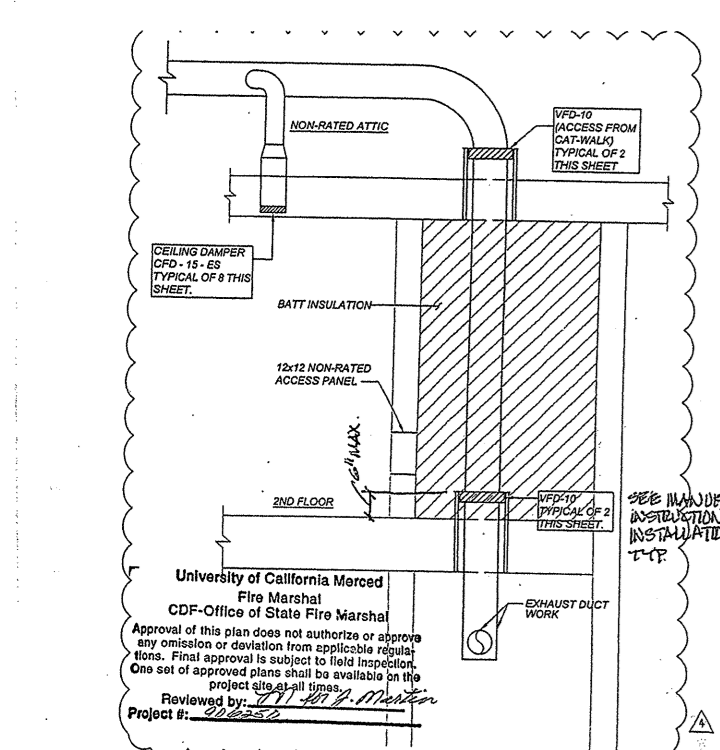 NON-RATED ATTIC
VFD-10
(ACCESS FROM
CAT-WALK)
TYPICAL OF 2
THIS SHEET
CEILING DAMPER
CFD - 15 - ES
TYPICAL OF 8 THIS
SHEET.
BATT INSULATION
12x12 NON-RATED
ACCESS PANEL
6" MAX.
2ND FLOOR
VFD-10
TYPICAL OF 2
THIS SHEET.
SEE MANUF
INSTRUCTION
INSTALLATIO
TYP.
EXHAUST DUCT
WORK
University of California Merced
Fire Marshal
CDF-Office of State Fire Marshal
Approval of this plan does not authorize or approve
any omission or deviation from applicable regula-
tions. Final approval is subject to field inspection.
One set of approved plans shall be available on the
project site at all times.
Reviewed by: for J. Martin
Project #:
4